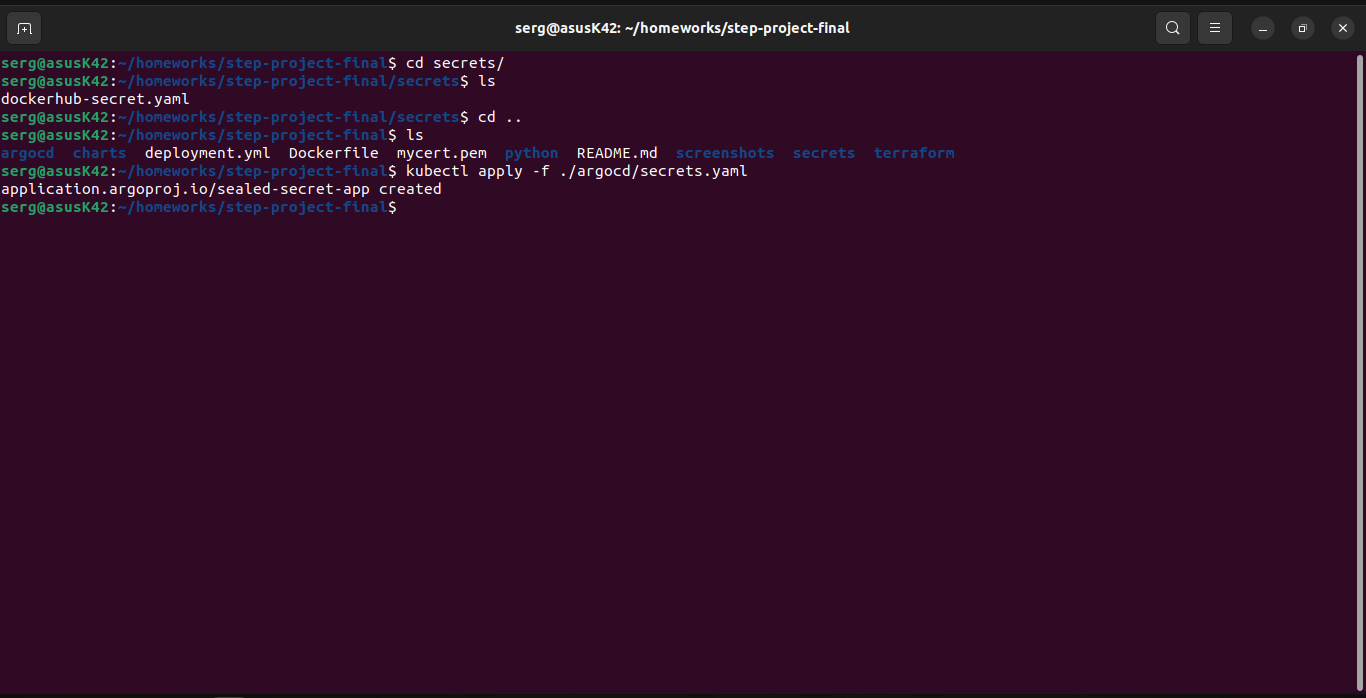 serg@asusK42: ~/homeworks/step-project-final
serg@asusK42:~/homeworks/step-project-final$ cd secrets/
serg@asusK42:~/homeworks/step-project-final/secrets$ ls
dockerhub-secret.yaml
serg@asusK42:~/homeworks/step-project-final/secrets$ cd ..
serg@asusK42:~/homeworks/step-project-final$ ls
argocd  charts  deployment.yml  Dockerfile  mycert.pem  python  README.md  screenshots  secrets  terraform
serg@asusK42:~/homeworks/step-project-final$ kubectl apply -f ./argocd/secrets.yaml
application.argoproj.io/sealed-secret-app created
serg@asusK42:~/homeworks/step-project-final$